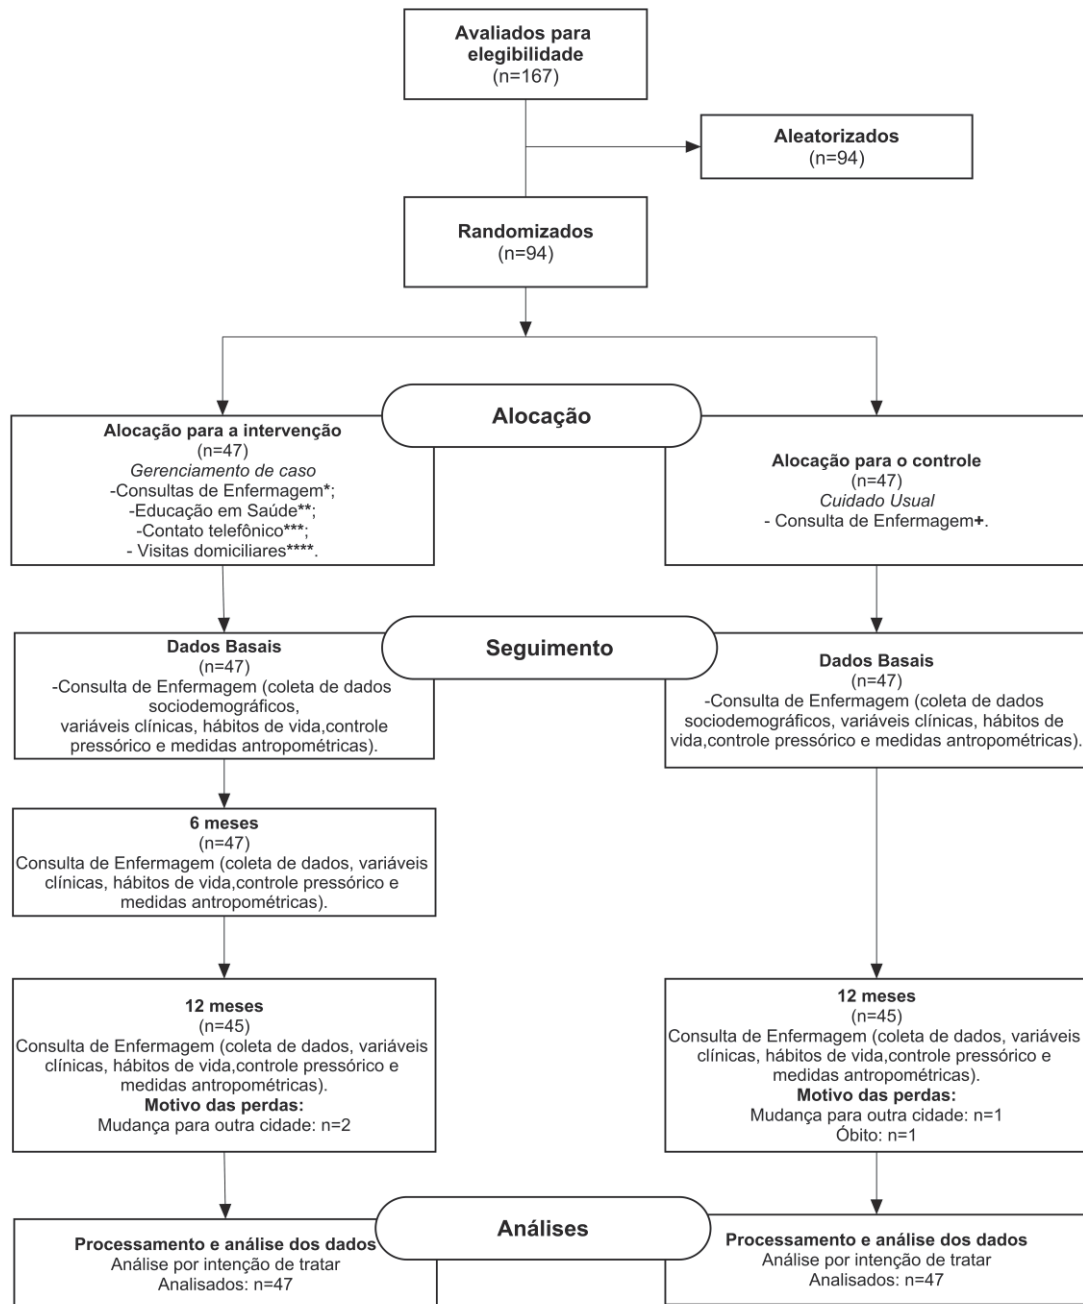 Avaliados para
elegibilidade
(n=167)
Aleatorizados
(n=94)
Randomizados
(n=94)
Alocação
Alocação para a intervenção
(n=47)
Gerenciamento de caso
-Consultas de Enfermagem*;
-Educação em Saúde**;
-Contato telefônico***;
- Visitas domiciliares****.
Alocação para o controle
(n=47)
Cuidado Usual
- Consulta de Enfermagem+.
Seguimento
Dados Basais
(n=47)
-Consulta de Enfermagem (coleta de dados
sociodemográficos,
variáveis clínicas, hábitos de vida,controle
pressórico e medidas antropométricas).
Dados Basais
(n=47)
-Consulta de Enfermagem (coleta de dados
sociodemográficos, variáveis clínicas, hábitos de
vida,controle pressórico e medidas antropométricas).
6 meses
(n=47)
Consulta de Enfermagem (coleta de dados, variáveis
clínicas, hábitos de vida,controle pressórico e
medidas antropométricas).
12 meses
(n=45)
Consulta de Enfermagem (coleta de dados, variáveis
clínicas, hábitos de vida,controle pressórico e
medidas antropométricas).
Motivo das perdas:
Mudança para outra cidade: n=2
12 meses
(n=45)
Consulta de Enfermagem (coleta de dados, variáveis
clínicas, hábitos de vida,controle pressórico e
medidas antropométricas).
Motivo das perdas:
Mudança para outra cidade: n=1
Óbito: n=1
Análises
Processamento e análise dos dados
Análise por intenção de tratar
Analisados: n=47
Processamento e análise dos dados
Análise por intenção de tratar
Analisados: n=47